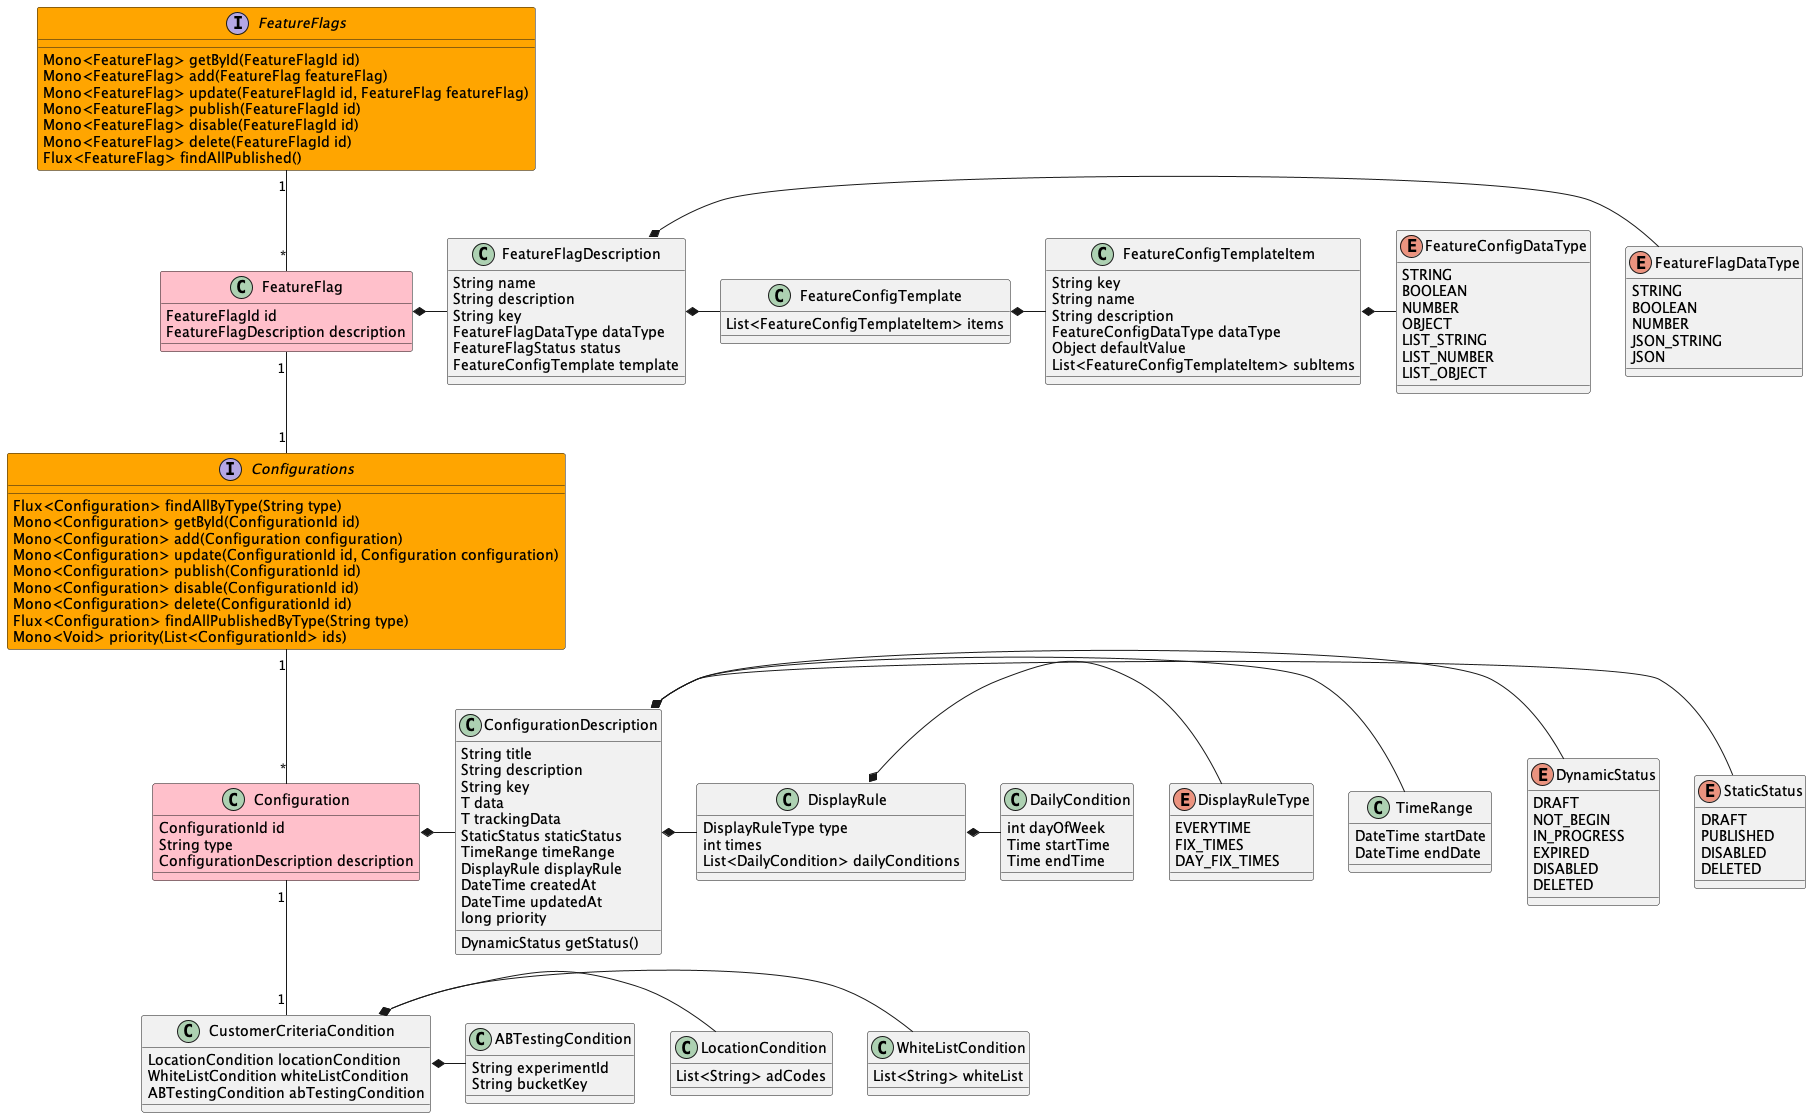 I FeatureFlags
Mono<FeatureFlag> getById(FeatureFlagId id)
Mono<FeatureFlag> add(FeatureFlag featureFlag)
Mono<FeatureFlag> update(FeatureFlagId id, FeatureFlag featureFlag)
Mono<FeatureFlag> publish(FeatureFlagId id)
Mono<FeatureFlag> disable(FeatureFlagId id)
Mono<FeatureFlag> delete(FeatureFlagId id)
Flux<FeatureFlag> findAllPublished()
1
*
C FeatureFlag
FeatureFlagId id
FeatureFlagDescription description
C FeatureFlagDescription
String name
String description
String key
FeatureFlagDataType dataType
FeatureFlagStatus status
FeatureConfigTemplate template
C FeatureConfigTemplate
List<FeatureConfigTemplateItem> items
C FeatureConfigTemplateItem
String key
String name
String description
FeatureConfigDataType dataType
Object defaultValue
List<FeatureConfigTemplateItem> subItems
E FeatureConfigDataType
STRING
BOOLEAN
NUMBER
OBJECT
LIST_STRING
LIST_NUMBER
LIST_OBJECT
E FeatureFlagDataType
STRING
BOOLEAN
NUMBER
JSON_STRING
JSON
1
1
I Configurations
Flux<Configuration> findAllByType(String type)
Mono<Configuration> getById(ConfigurationId id)
Mono<Configuration> add(Configuration configuration)
Mono<Configuration> update(ConfigurationId id, Configuration configuration)
Mono<Configuration> publish(ConfigurationId id)
Mono<Configuration> disable(ConfigurationId id)
Mono<Configuration> delete(ConfigurationId id)
Flux<Configuration> findAllPublishedByType(String type)
Mono<Void> priority(List<ConfigurationId> ids)
1
*
C Configuration
ConfigurationId id
String type
ConfigurationDescription description
C ConfigurationDescription
String title
String description
String key
T data
T trackingData
StaticStatus staticStatus
TimeRange timeRange
DisplayRule displayRule
DateTime createdAt
DateTime updatedAt
long priority
DynamicStatus getStatus()
C DisplayRule
DisplayRuleType type
int times
List<DailyCondition> dailyConditions
C DailyCondition
int dayOfWeek
Time startTime
Time endTime
E DisplayRuleType
EVERYTIME
FIX_TIMES
DAY_FIX_TIMES
C TimeRange
DateTime startDate
DateTime endDate
E DynamicStatus
DRAFT
NOT_BEGIN
IN_PROGRESS
EXPIRED
DISABLED
DELETED
E StaticStatus
DRAFT
PUBLISHED
DISABLED
DELETED
1
1
C CustomerCriteriaCondition
LocationCondition locationCondition
WhiteListCondition whiteListCondition
ABTestingCondition abTestingCondition
C ABTestingCondition
String experimentId
String bucketKey
C LocationCondition
List<String> adCodes
C WhiteListCondition
List<String> whiteList